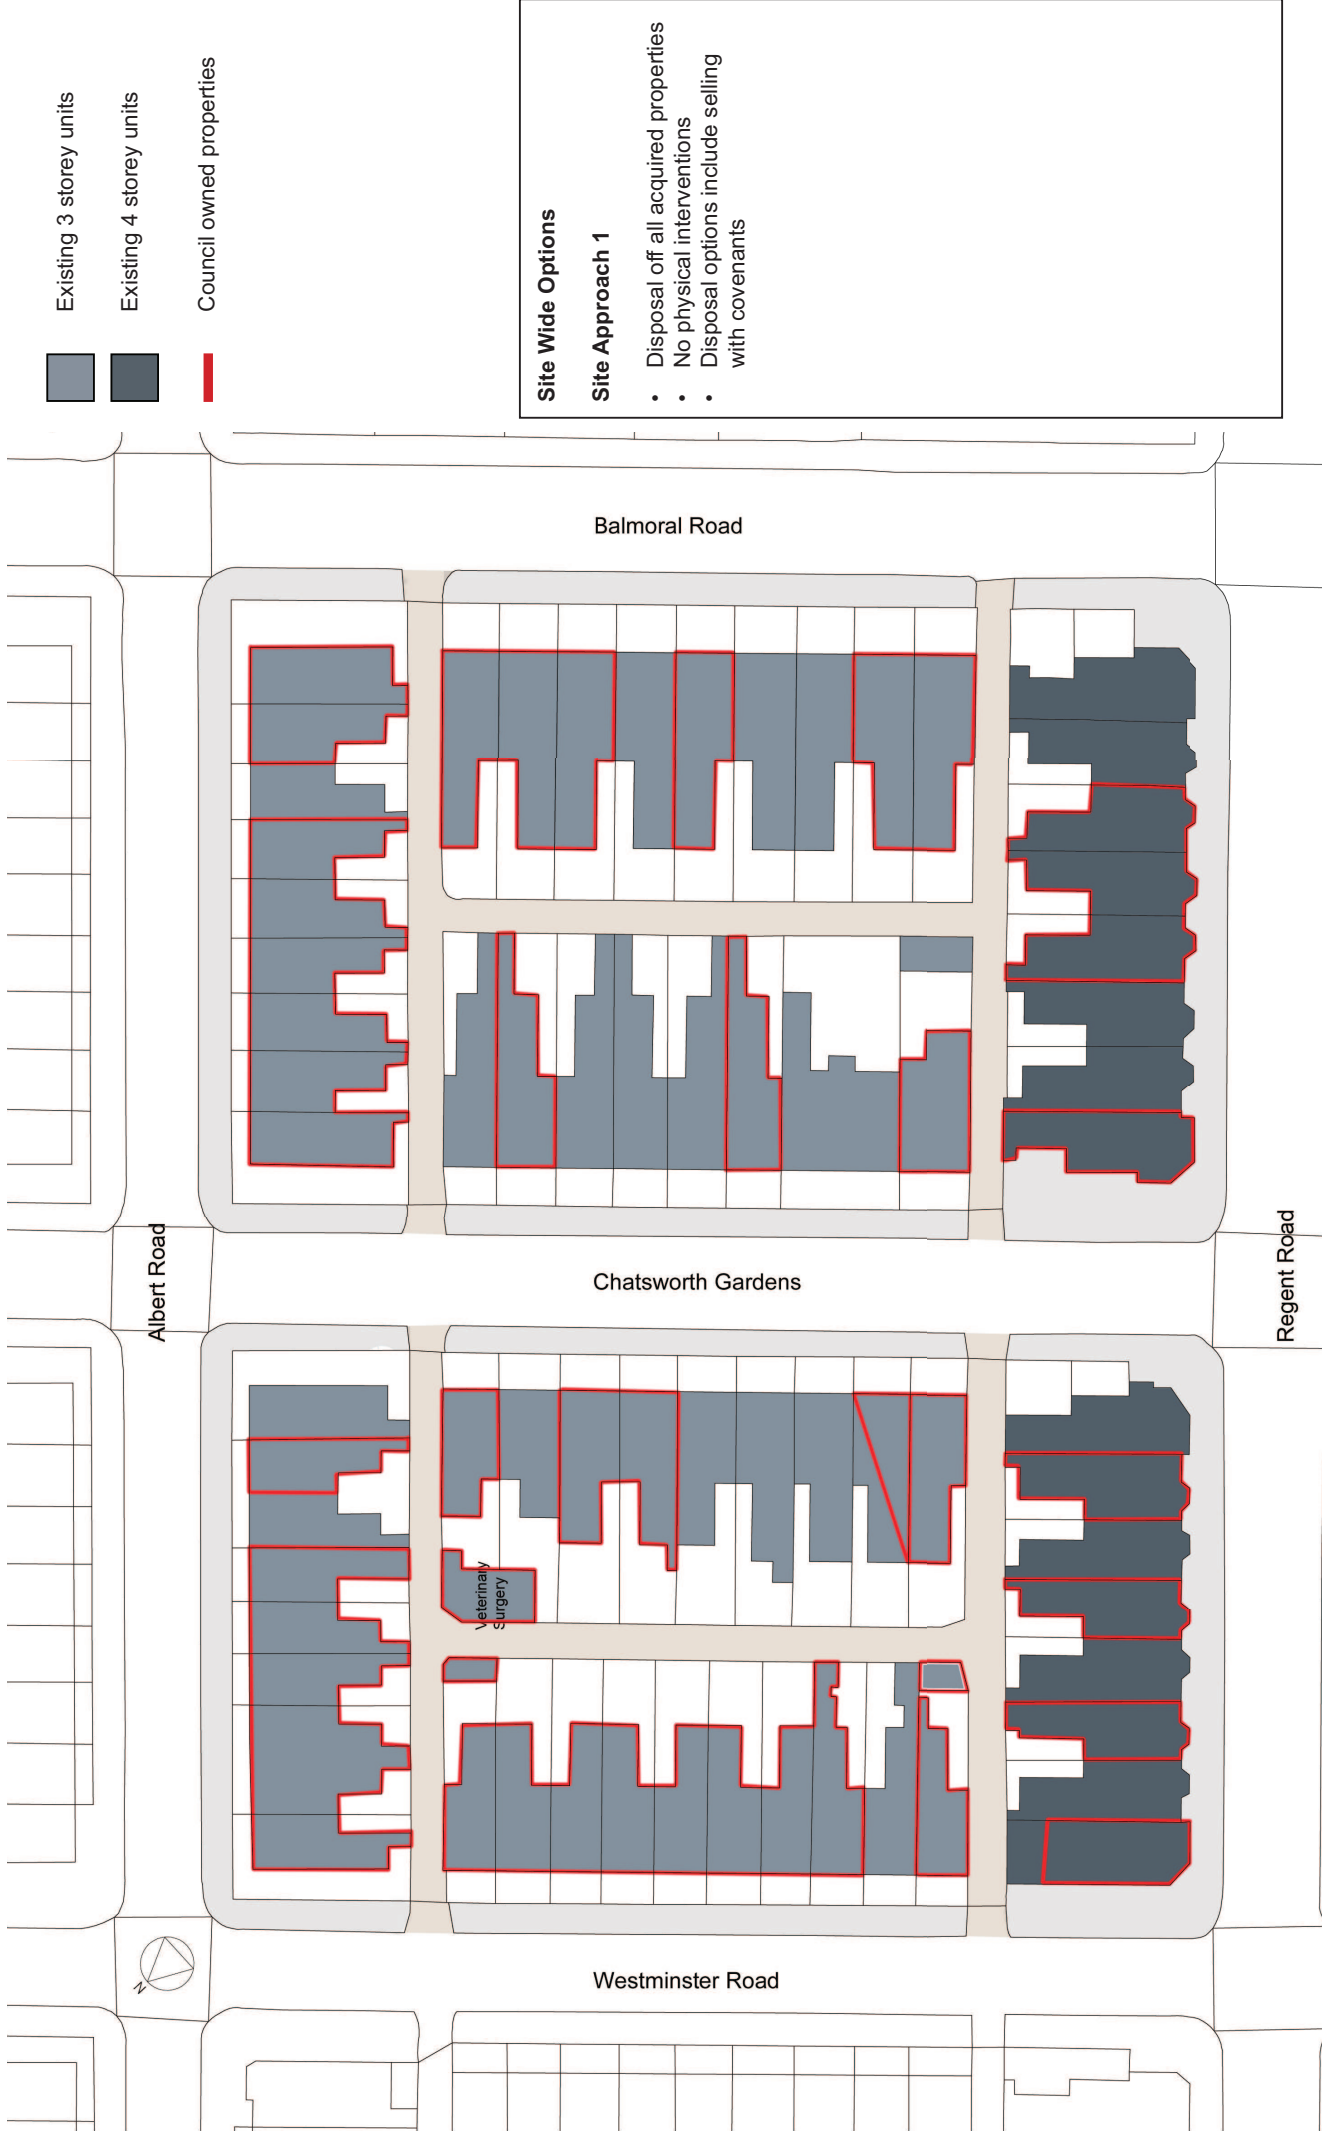 Existing 3 storey units
Existing 4 storey units
Council owned properties
Site Wide Options
Site Approach 1
• Disposal off all acquired properties
• No physical interventions
• Disposal options include selling
with covenants
Balmoral Road
Albert Road
Chatsworth Gardens
Regent Road
Veterinary
Surgery
N
Westminster Road